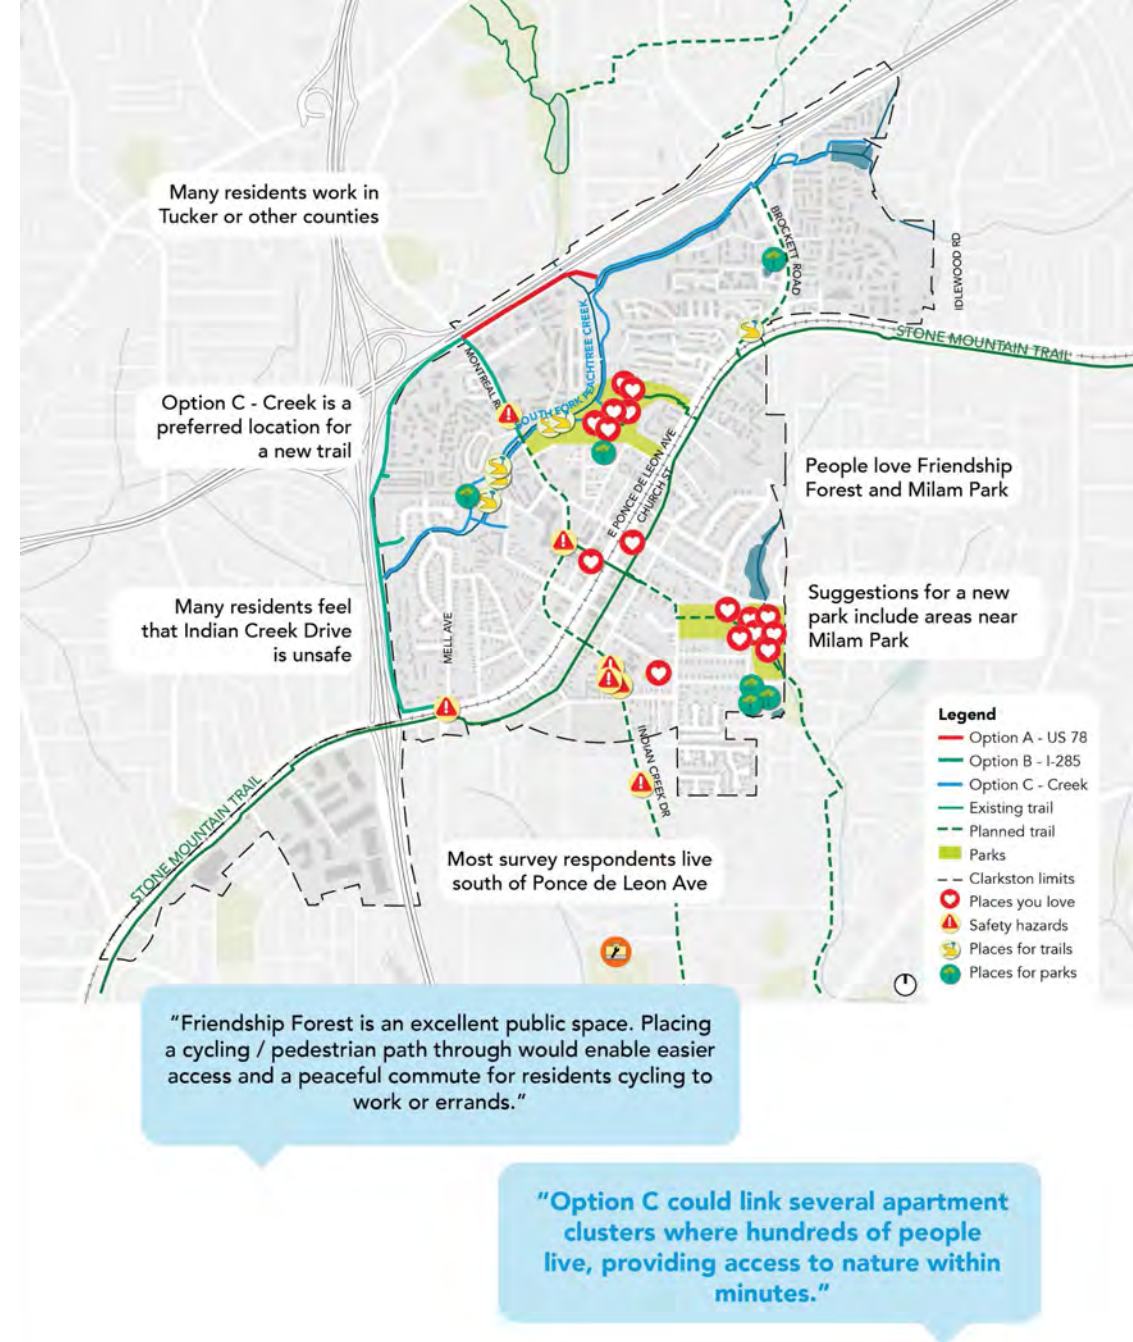 Many residents work in
Tucker or other counties
BROCKETT ROAD
IDLEWOOD RD
STONE MOUNTAIN TRAIL
SOUTH FORK PEACHTREE CREEK
MONTREAL R
Option C - Creek is a
preferred location for
a new trail
E PONCE DE LEON AVE
CHURCH ST
People love Friendship
Forest and Milam Park
Suggestions for a new
park include areas near
Milam Park
Many residents feel
that Indian Creek Drive
is unsafe
MELL AVE
INDIAN CREEK DR
STONE MOUNTAIN TRAIL
Most survey respondents live
south of Ponce de Leon Ave
Legend
Option A - US 78
Option B - I-285
Option C - Creek
Existing trail
Planned trail
Parks
Clarkston limits
Places you love
Safety hazards
Places for trails
Places for parks
"Friendship Forest is an excellent public space. Placing
a cycling / pedestrian path through would enable easier
access and a peaceful commute for residents cycling to
work or errands."
"Option C could link several apartment
clusters where hundreds of people
live, providing access to nature within
minutes."